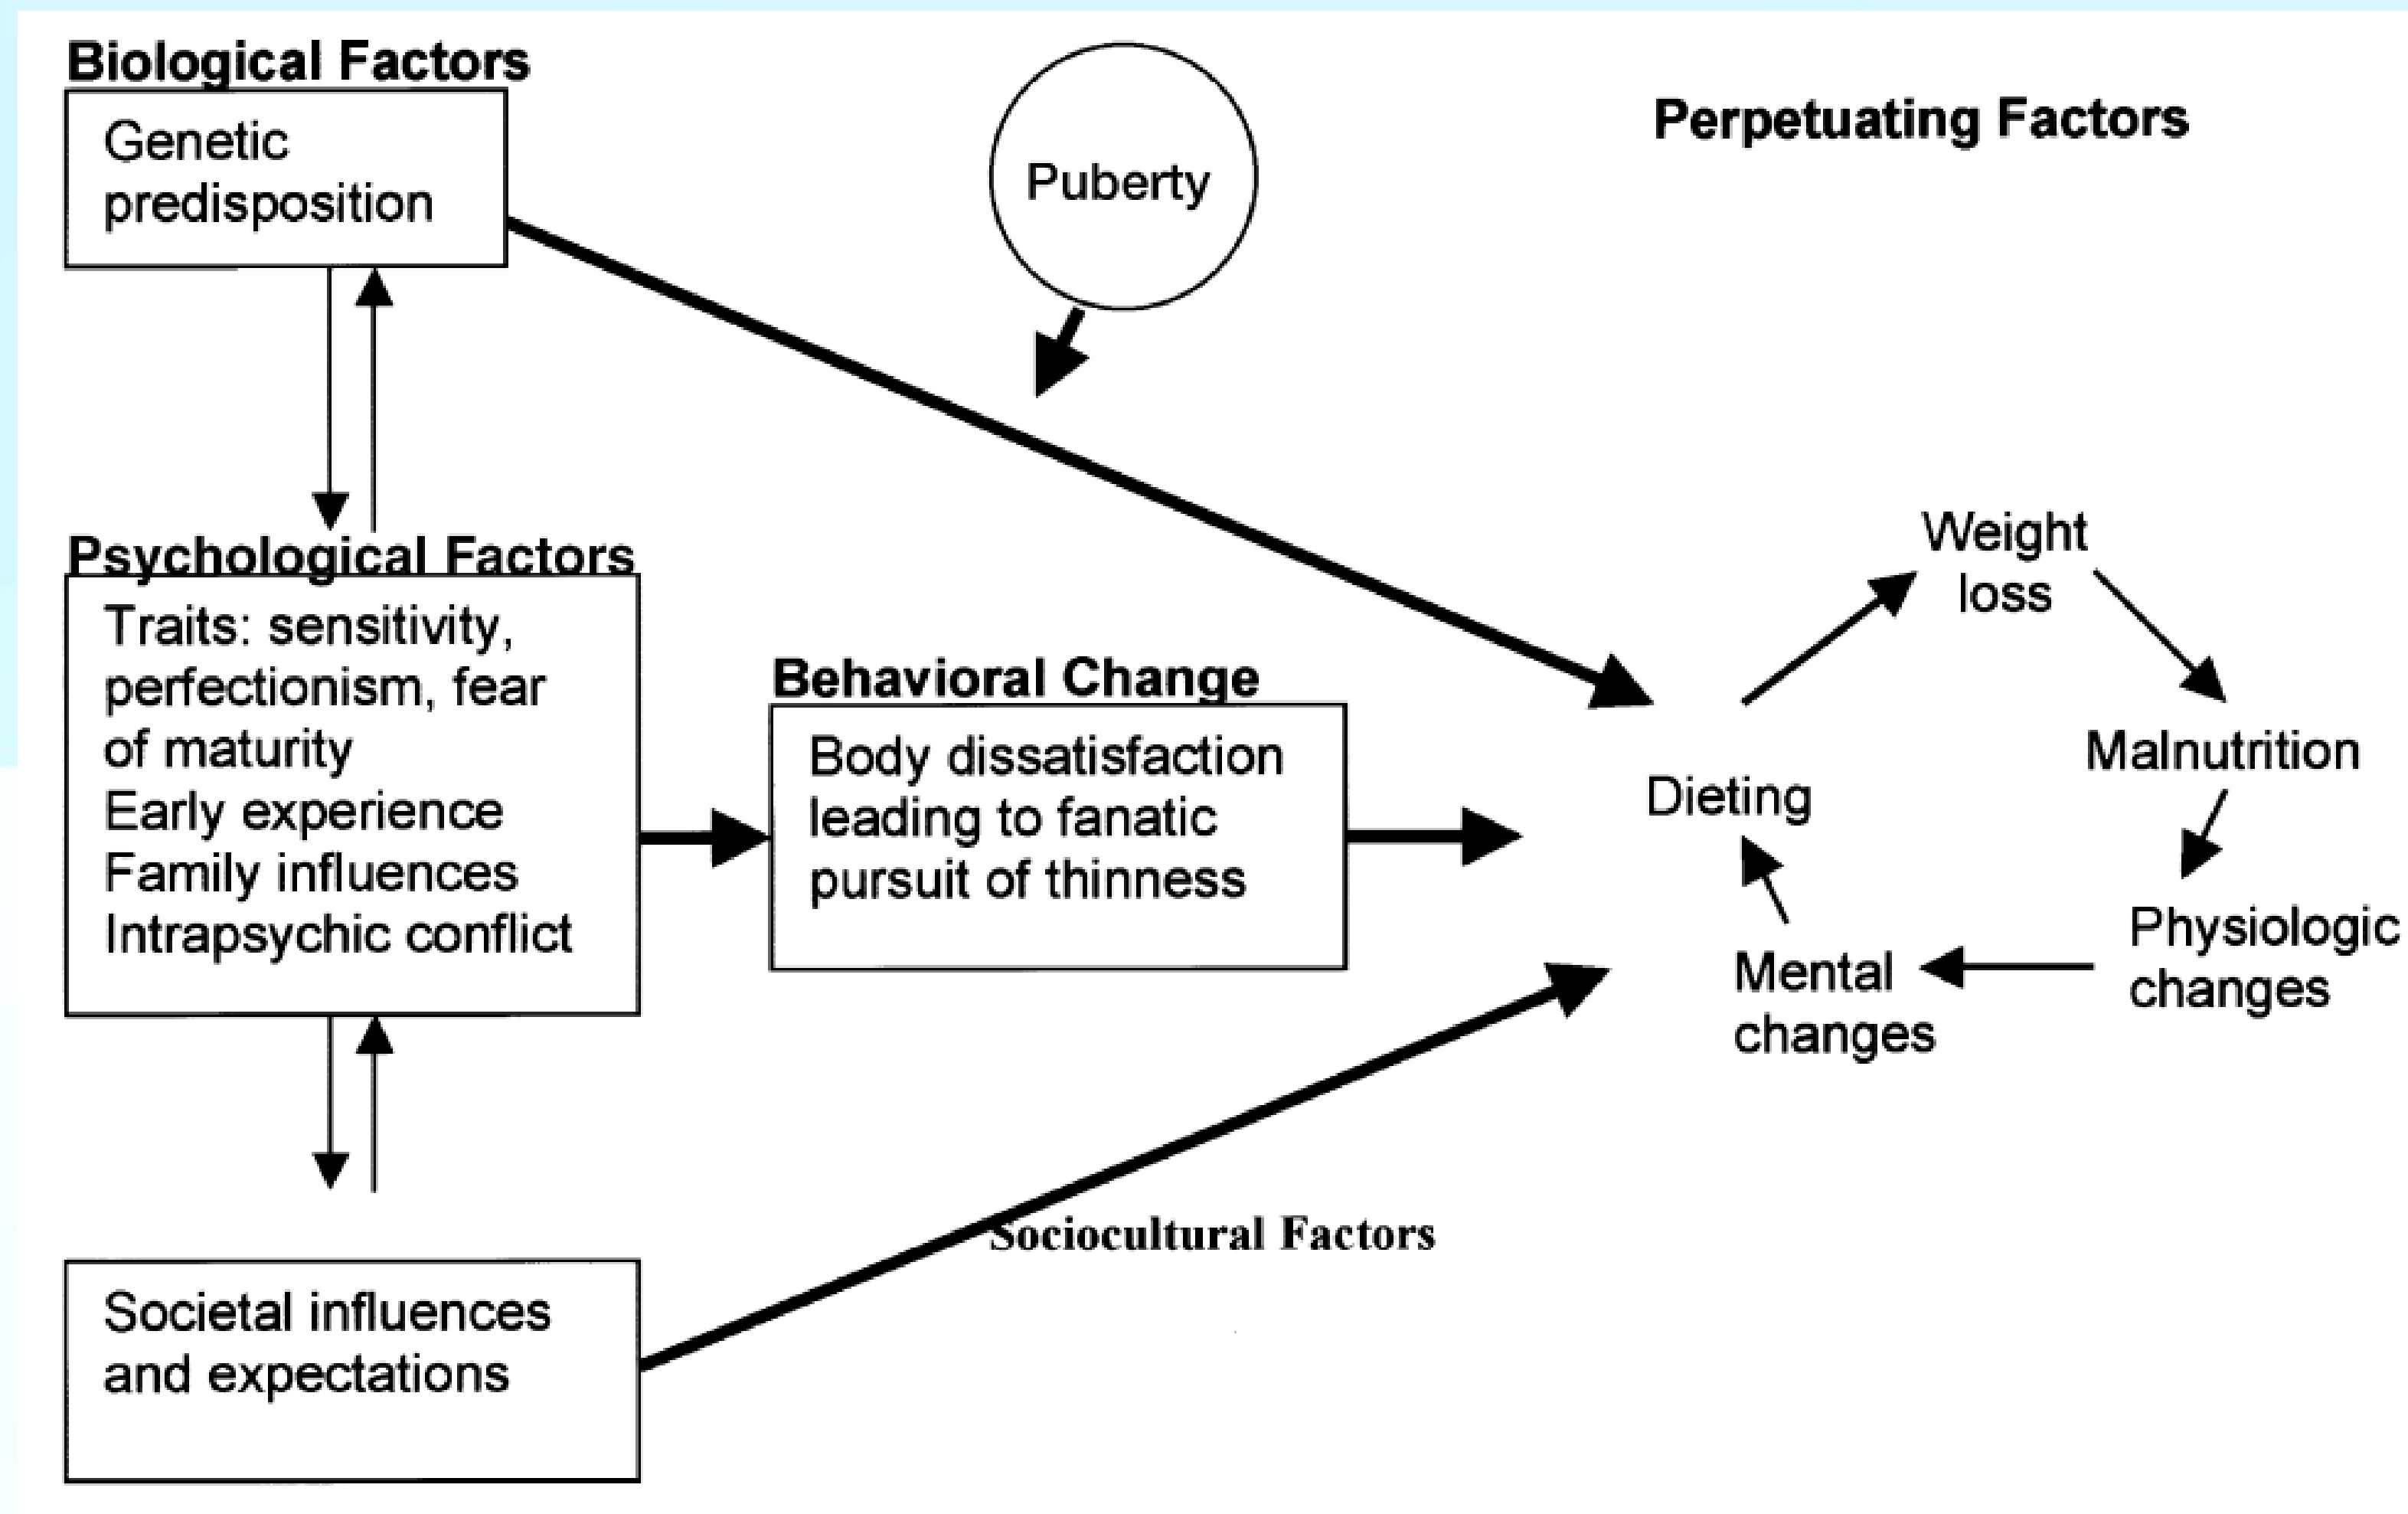 Biological Factors
Genetic
predisposition
Puberty
Perpetuating Factors
Psychological Factors
Traits: sensitivity,
perfectionism, fear
of maturity
Early experience
Family influences
Intrapsychic conflict
Behavioral Change
Body dissatisfaction
leading to fanatic
pursuit of thinness
Weight
loss
Malnutrition
Dieting
Physiologic
changes
Mental
changes
Sociocultural Factors
Societal influences
and expectations